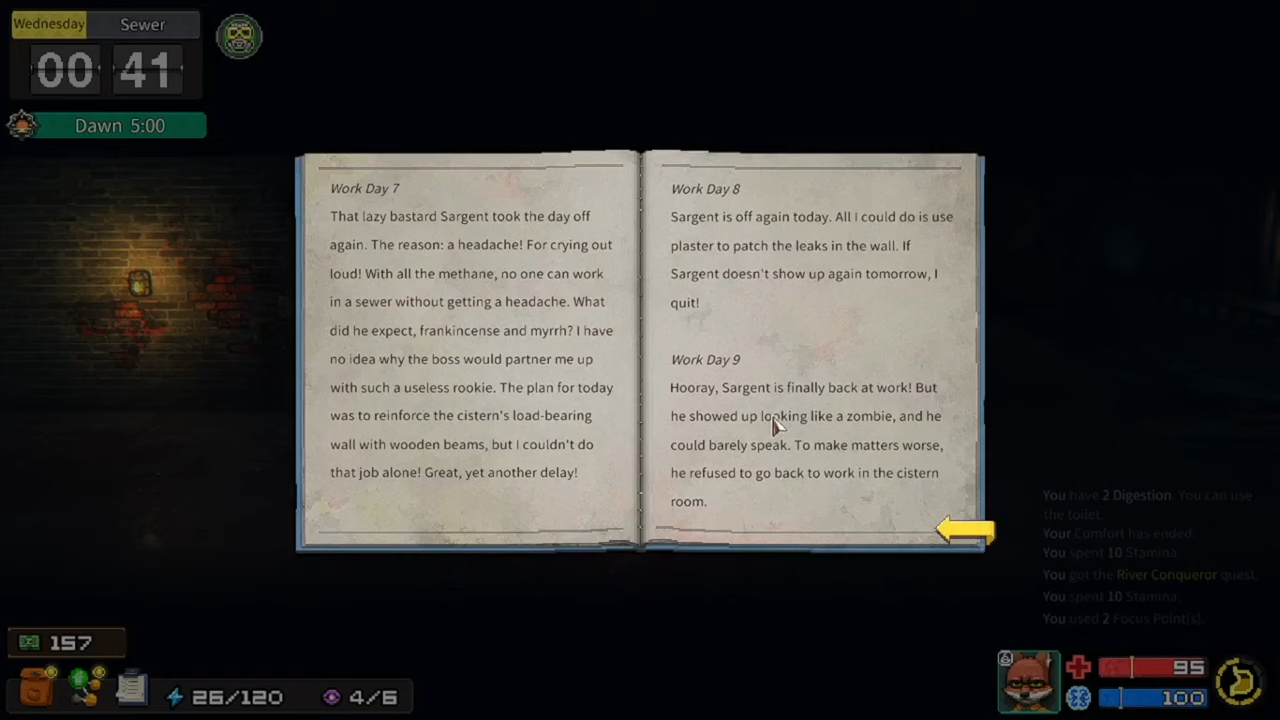 Wednesday
Sewer
00 41
Dawn 5:00
Work Day 7
That lazy bastard Sargent took the day off
again. The reason: a headache! For crying out
loud! With all the methane, no one can work
in a sewer without getting a headache. What
did he expect, frankincense and myrrh? I have
no idea why the boss would partner me up
with such a useless rookie. The plan for today
was to reinforce the cistern's load-bearing
wall with wooden beams, but I couldn't do
that job alone! Great, yet another delay!
Work Day 8
Sargent is off again today. All I could do is use
plaster to patch the leaks in the wall. If
Sargent doesn't show up again tomorrow, I
quit!
Work Day 9
Hooray, Sargent is finally back at work! But
he showed up looking like a zombie, and he
could barely speak. To make matters worse,
he refused to go back to work in the cistern
room.
You have 2 Digestion. You can use
the toilet.
Your Comfort has ended.
You spent 10 Stamina.
You got the River Conqueror quest.
You spent 10 Stamina.
You used 2 Focus Point(s).
157
26/120
4/6
95
100